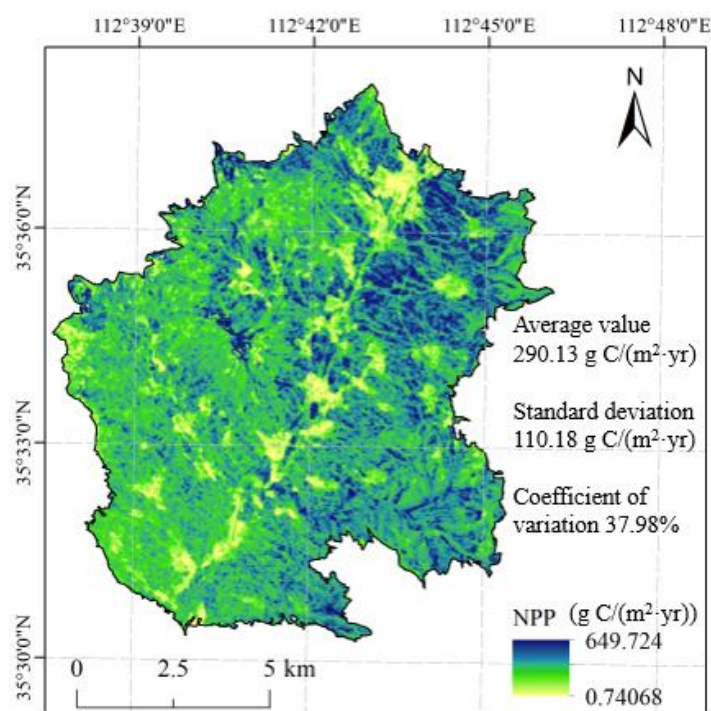 112°39'0"E 112°42'0"E 112°45'0"E 112°48'0"E
N
35°36'0"N
Average value
290.13 g C/(m²·yr)
Standard deviation
110.18 g C/(m²·yr)
35°33'0"N
Coefficient of
variation 37.98%
NPP (g C/(m²·yr))
649.724
0.74068
35°30'0"N
0 2.5 5 km